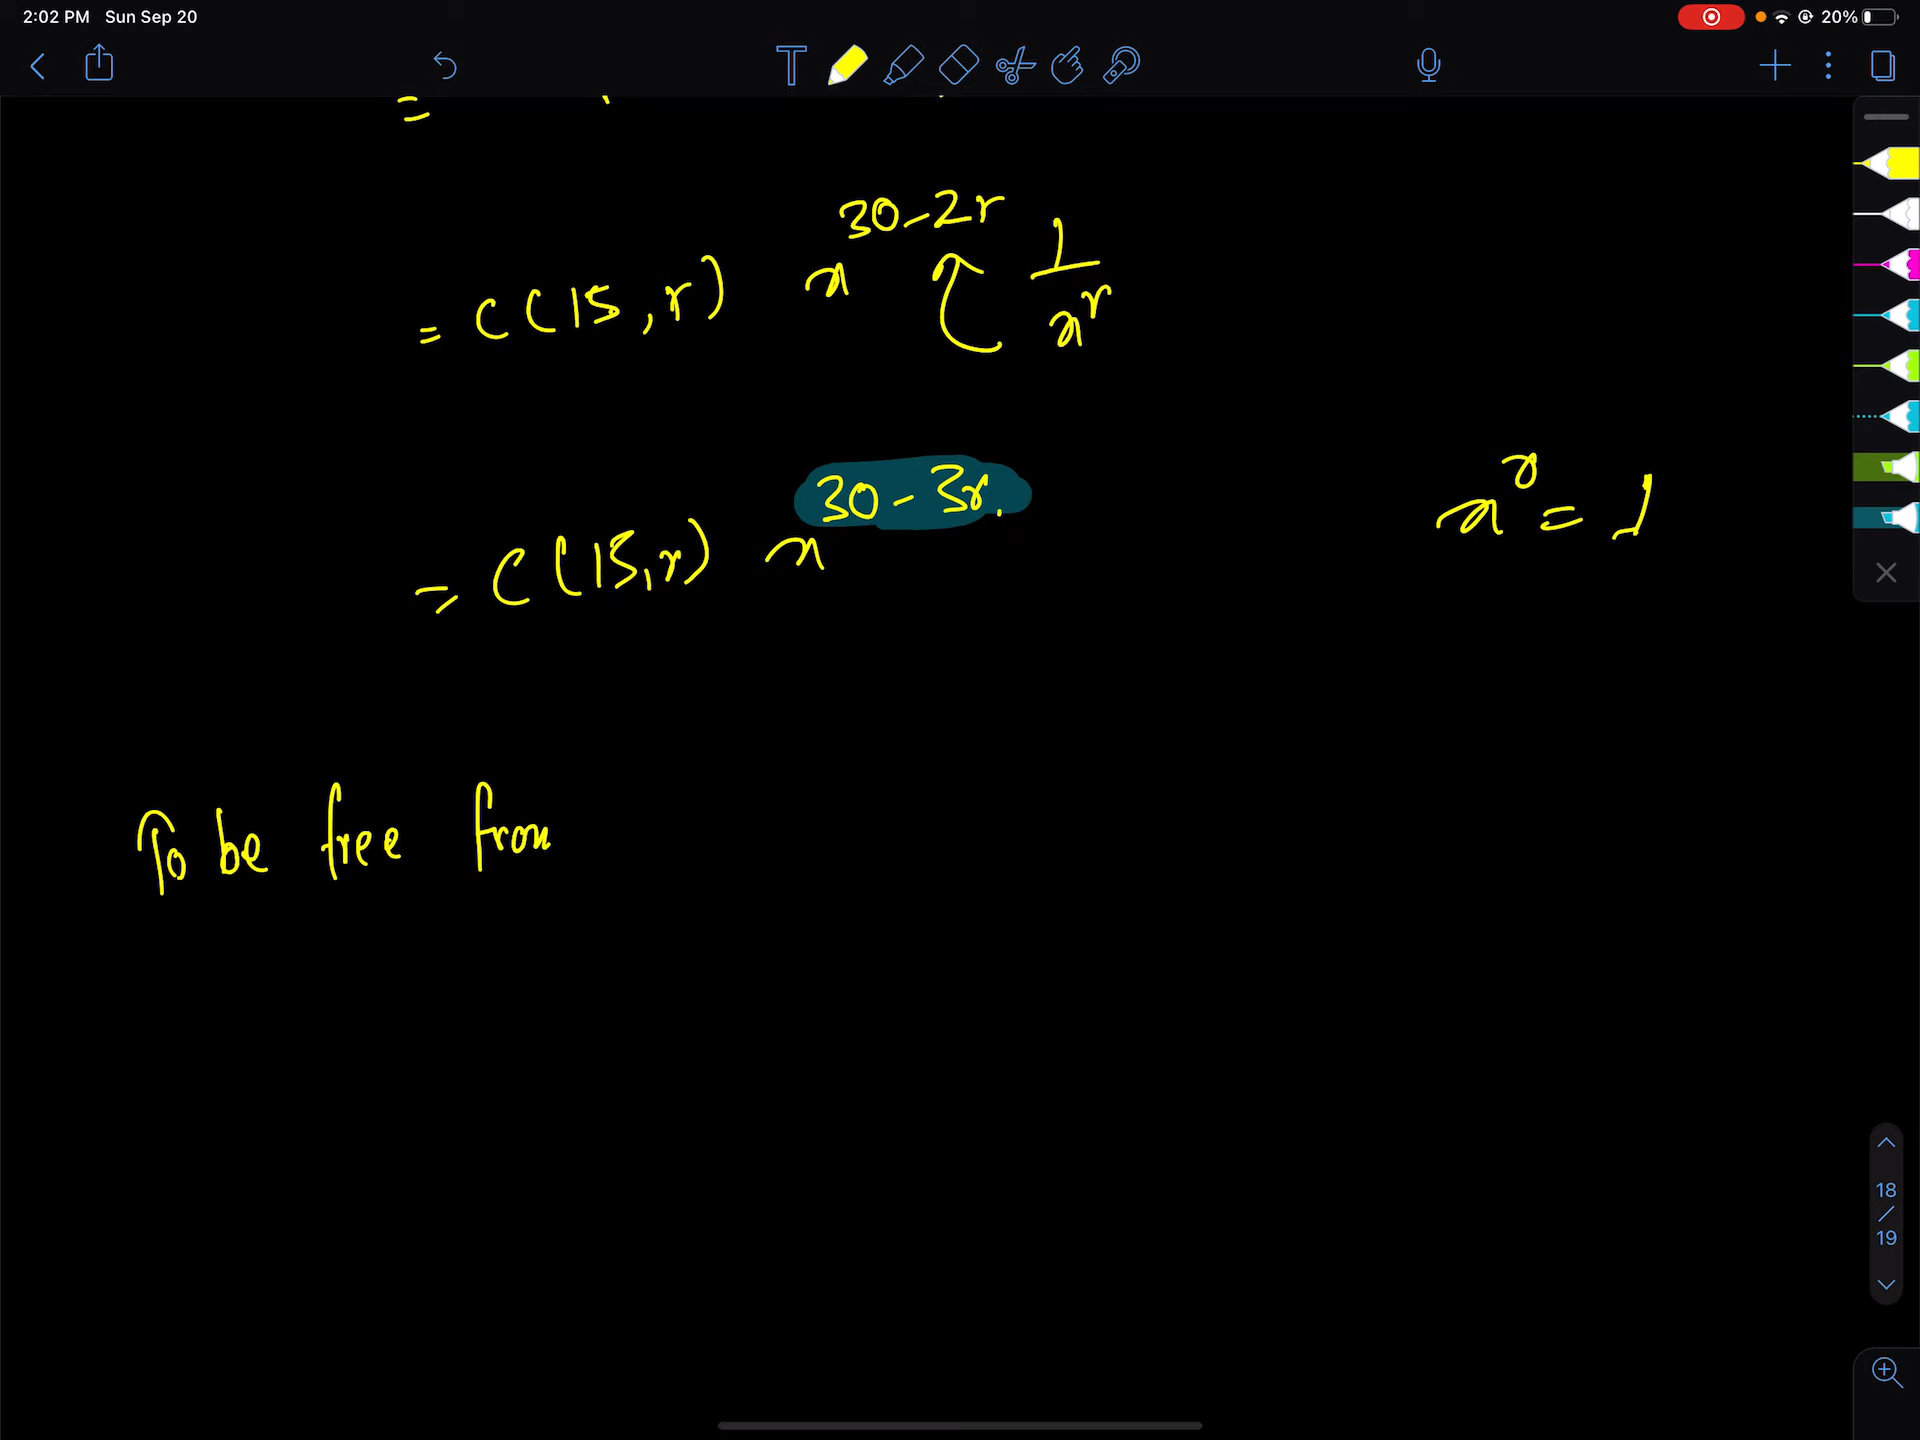 2:02 PM Sun Sep 20 20%
=
= C(15,r) x^{30-2r} \frac{1}{x^r}
= C(15,r) x^{30-3r} x^0 = 1
To be free from
18
/
19